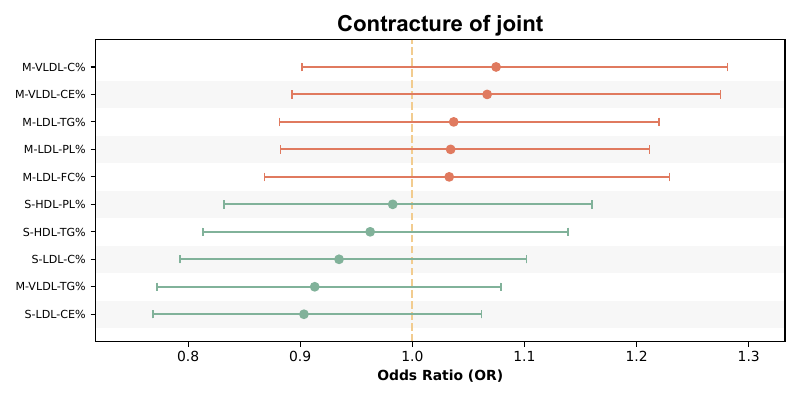 Contracture of joint
M-VLDL-C%
M-VLDL-CE%
M-LDL-TG%
M-LDL-PL%
M-LDL-FC%
S-HDL-PL%
S-HDL-TG%
S-LDL-C%
M-VLDL-TG%
S-LDL-CE%
0.8 0.9 1.0 1.1 1.2 1.3
Odds Ratio (OR)